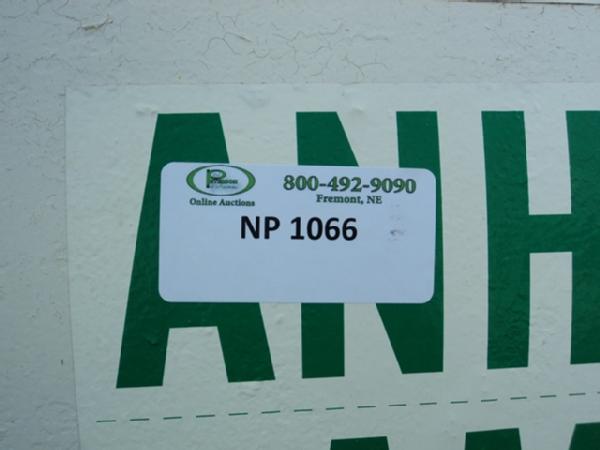 ANH
800-492-9090
Online Auctions
Fremont, NE
NP 1066